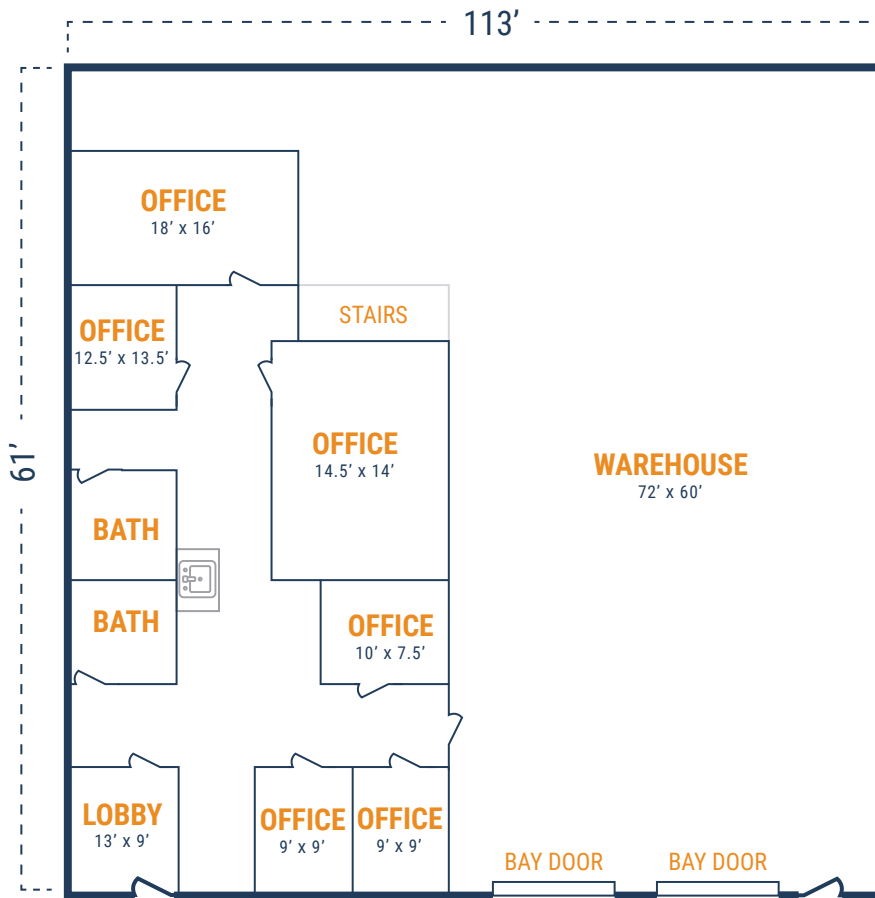 113’
OFFICE
18’ x 16’
STAIRS
OFFICE
12.5’ x 13.5’
OFFICE
14.5’ x 14’
61’
WAREHOUSE
72’ x 60’
BATH
BATH
OFFICE
10’ x 7.5’
LOBBY
13’ x 9’
OFFICE
9’ x 9’
OFFICE
9’ x 9’
BAY DOOR
BAY DOOR